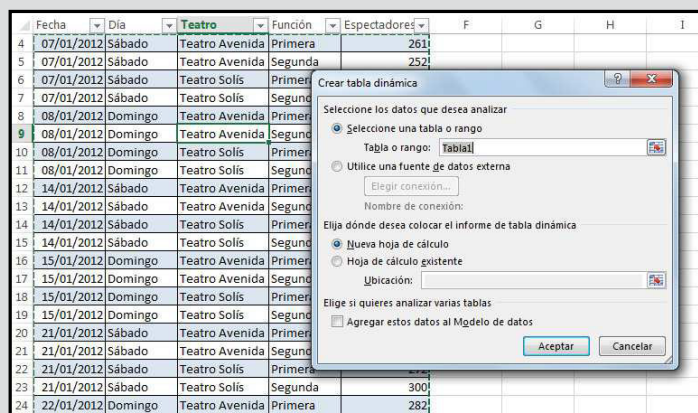 Fecha Día Teatro Función Espectadores F G H I
4 07/01/2012 Sábado Teatro Avenida Primera 261
5 07/01/2012 Sábado Teatro Avenida Segunda 252
6 07/01/2012 Sábado Teatro Solís Primer
7 07/01/2012 Sábado Teatro Solís Segund
8 08/01/2012 Domingo Teatro Avenida Primer
9 08/01/2012 Domingo Teatro Avenida Segund
10 08/01/2012 Domingo Teatro Solís Primer
11 08/01/2012 Domingo Teatro Solís Segund
12 14/01/2012 Sábado Teatro Avenida Primer
13 14/01/2012 Sábado Teatro Avenida Segund
14 14/01/2012 Sábado Teatro Solís Primer
15 14/01/2012 Sábado Teatro Solís Segund
16 15/01/2012 Domingo Teatro Avenida Primer
17 15/01/2012 Domingo Teatro Avenida Segund
18 15/01/2012 Domingo Teatro Solís Primer
19 15/01/2012 Domingo Teatro Solís Segund
20 21/01/2012 Sábado Teatro Avenida Primer
21 21/01/2012 Sábado Teatro Avenida Segund
22 21/01/2012 Sábado Teatro Solís Primera
23 21/01/2012 Sábado Teatro Solís Segunda 300
24 22/01/2012 Domingo Teatro Avenida Primera 282
Crear tabla dinámica
Seleccione los datos que desea analizar
Seleccione una tabla o rango
Tabla o rango: Tabla1
Utilice una fuente de datos externa
Elegir conexión...
Nombre de conexión:
Elija dónde desea colocar el informe de tabla dinámica
Nueva hoja de cálculo
Hoja de cálculo existente
Ubicación:
Elige si quieres analizar varias tablas
Agregar estos datos al Modelo de datos
Aceptar Cancelar